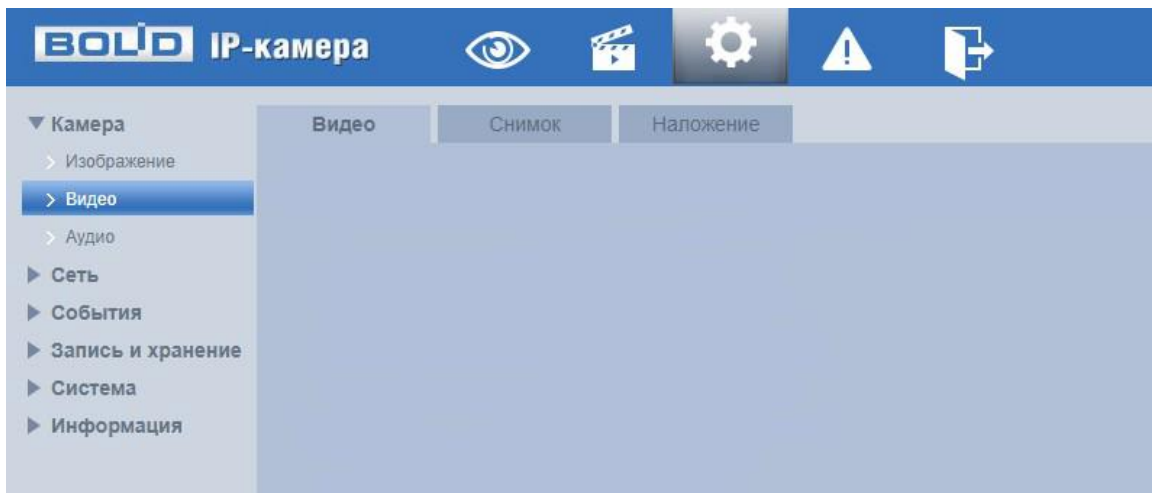 BOLID IP-камера
Камера
Видео Снимок Наложение
Изображение
Видео
Аудио
Сеть
События
Запись и хранение
Система
Информация